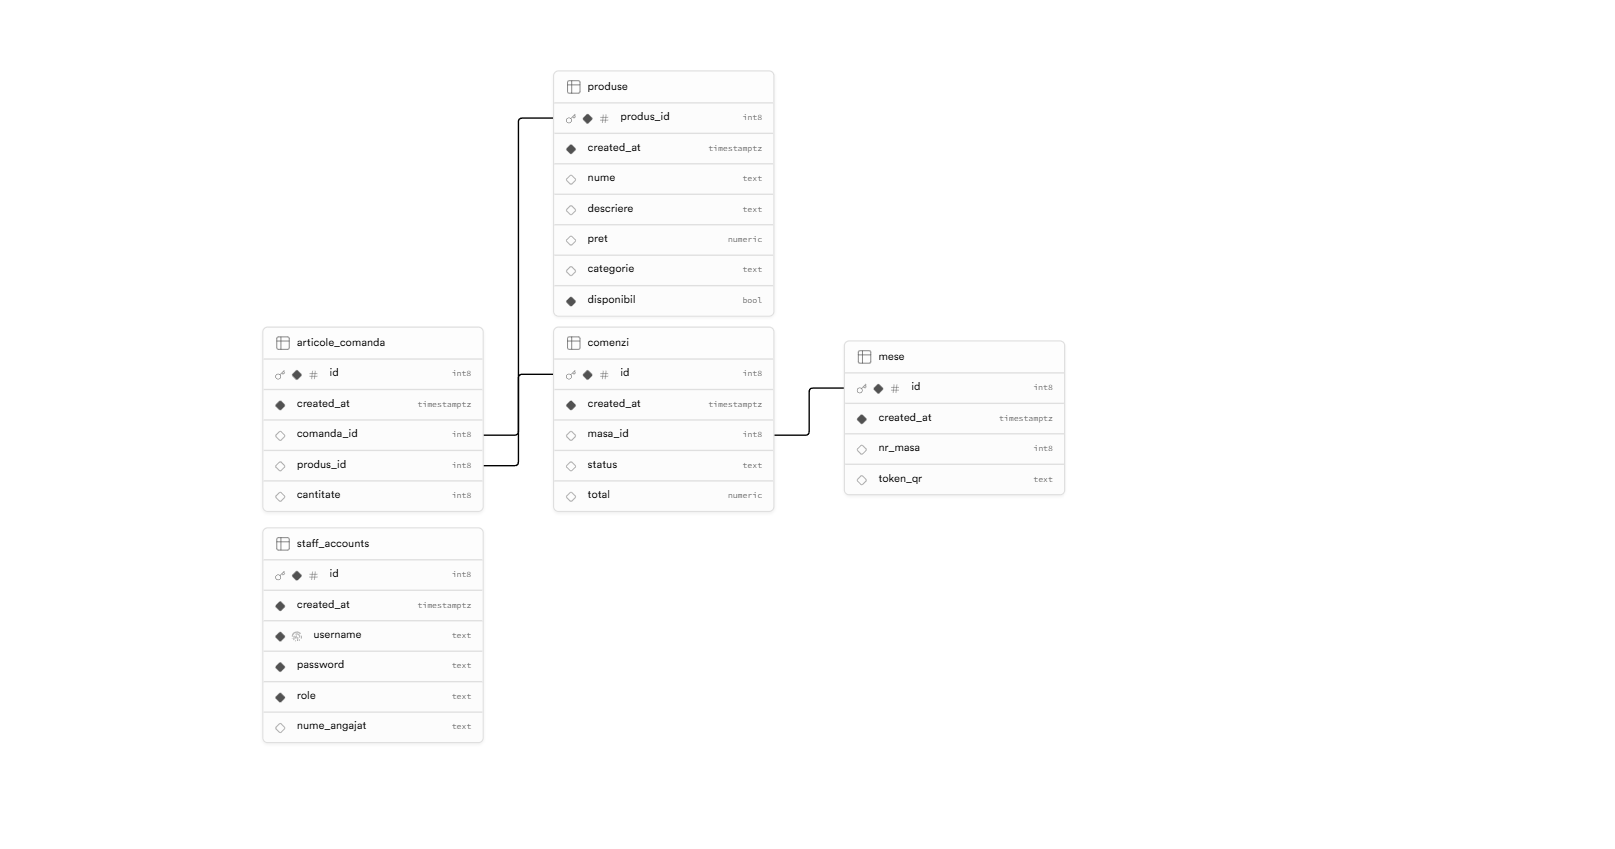 produse
produs_id int8
created_at timestamptz
nume text
descriere text
pret numeric
categorie text
disponibil bool
articole_comanda
id int8
created_at timestamptz
comanda_id int8
produs_id int8
cantitate int8
comenzi
id int8
created_at timestamptz
masa_id int8
status text
total numeric
mese
id int8
created_at timestamptz
nr_masa int8
token_qr text
staff_accounts
id int8
created_at timestamptz
username text
password text
role text
nume_angajat text